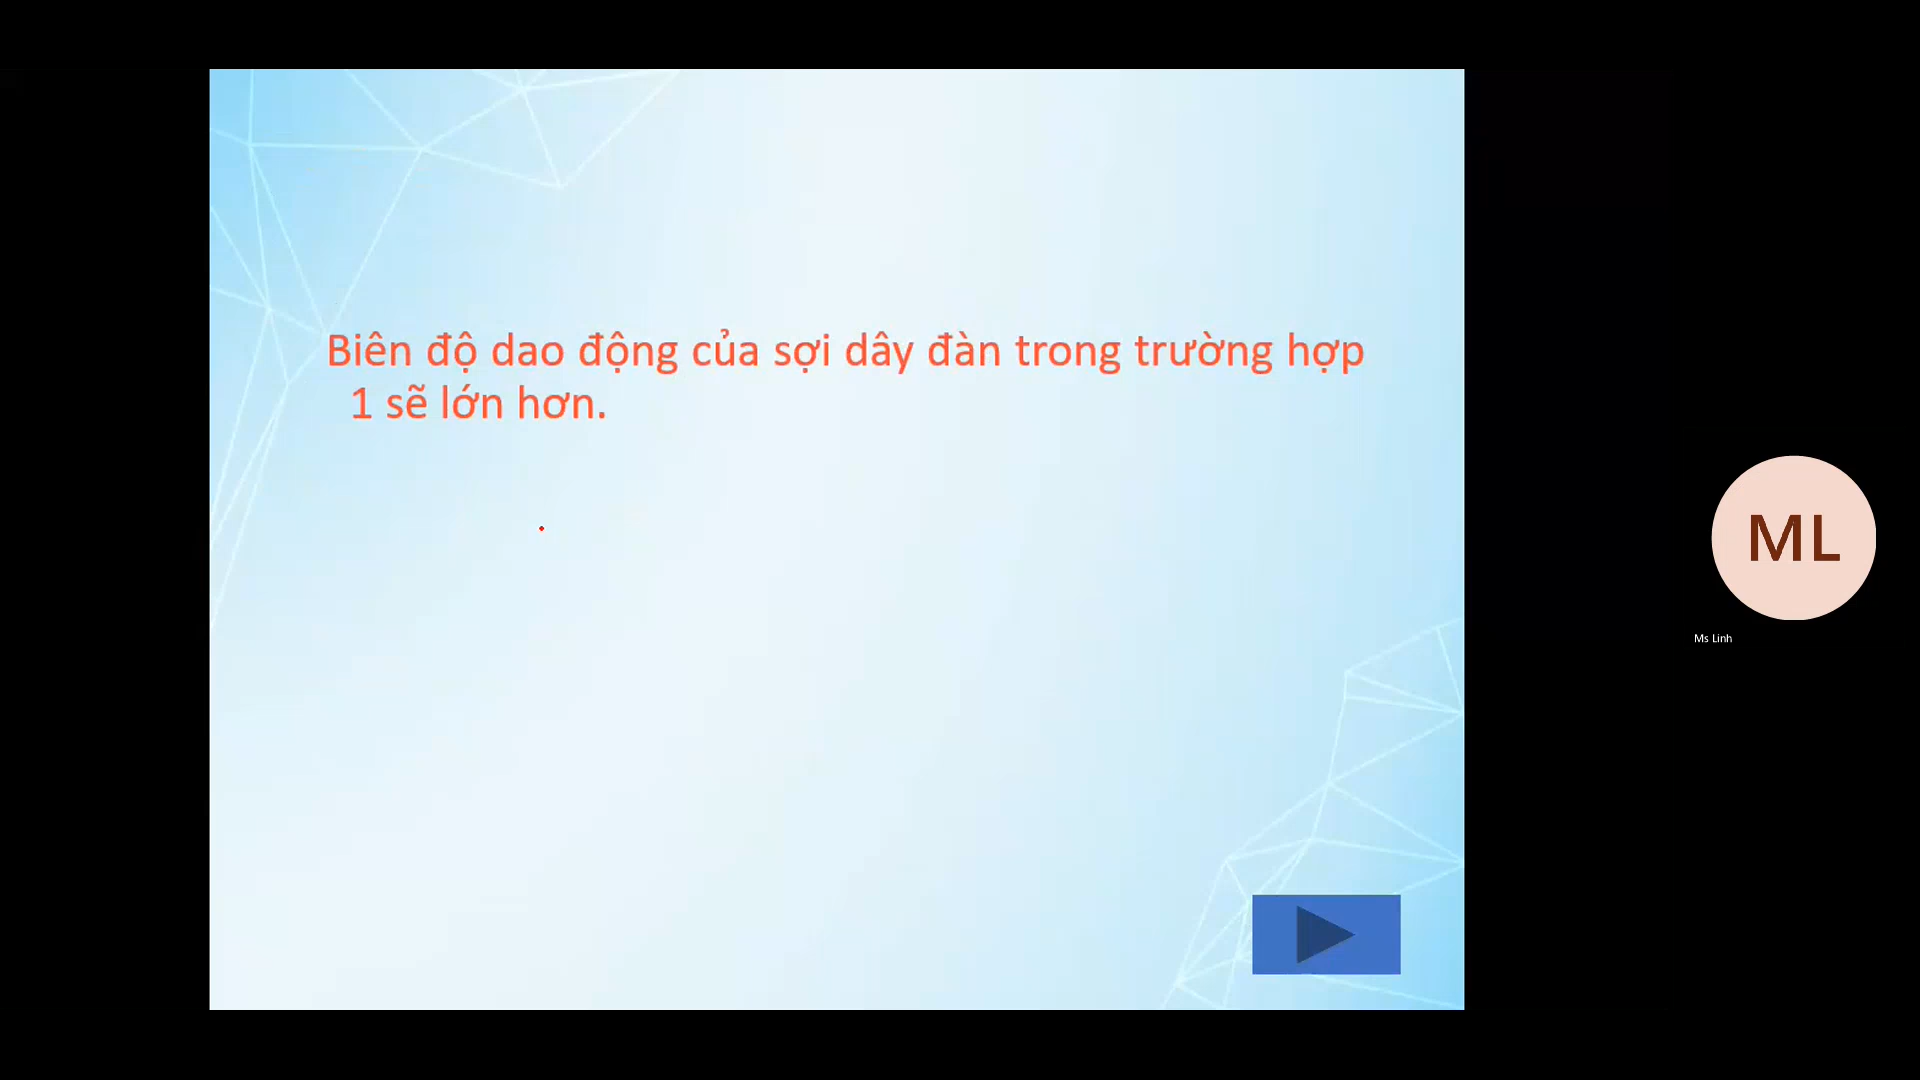 Biên độ dao động của sợi dây đàn trong trường hợp
1 sẽ lớn hơn.
ML
Ms Linh